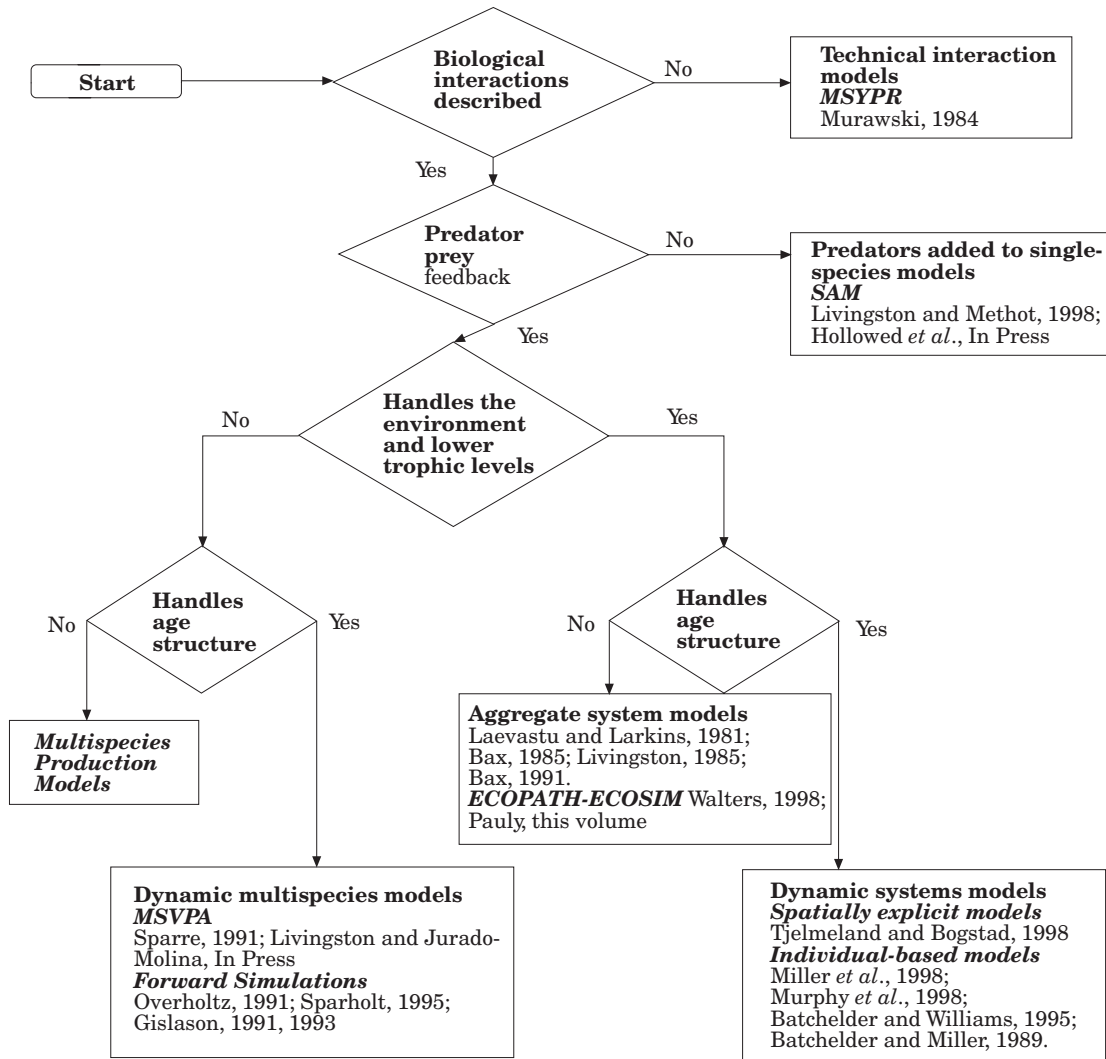 Start
Biological
interactions
described
No
Technical interaction
models
MSYPR
Murawski, 1984
Yes
Predator
prey
feedback
No
Predators added to single-
species models
SAM
Livingston and Methot, 1998;
Hollowed et al., In Press
Yes
Handles the
environment
and lower
trophic levels
No
Yes
Handles
age
structure
No
Yes
Handles
age
structure
No
Yes
Multispecies
Production
Models
Aggregate system models
Laevastu and Larkins, 1981;
Bax, 1985; Livingston, 1985;
Bax, 1991.
ECOPATH-ECOSIM Walters, 1998;
Pauly, this volume
Dynamic multispecies models
MSVPA
Sparre, 1991; Livingston and Jurado-
Molina, In Press
Forward Simulations
Overholtz, 1991; Sparholt, 1995;
Gislason, 1991, 1993
Dynamic systems models
Spatially explicit models
Tjelmeland and Bogstad, 1998
Individual-based models
Miller et al., 1998;
Murphy et al., 1998;
Batchelder and Williams, 1995;
Batchelder and Miller, 1989.